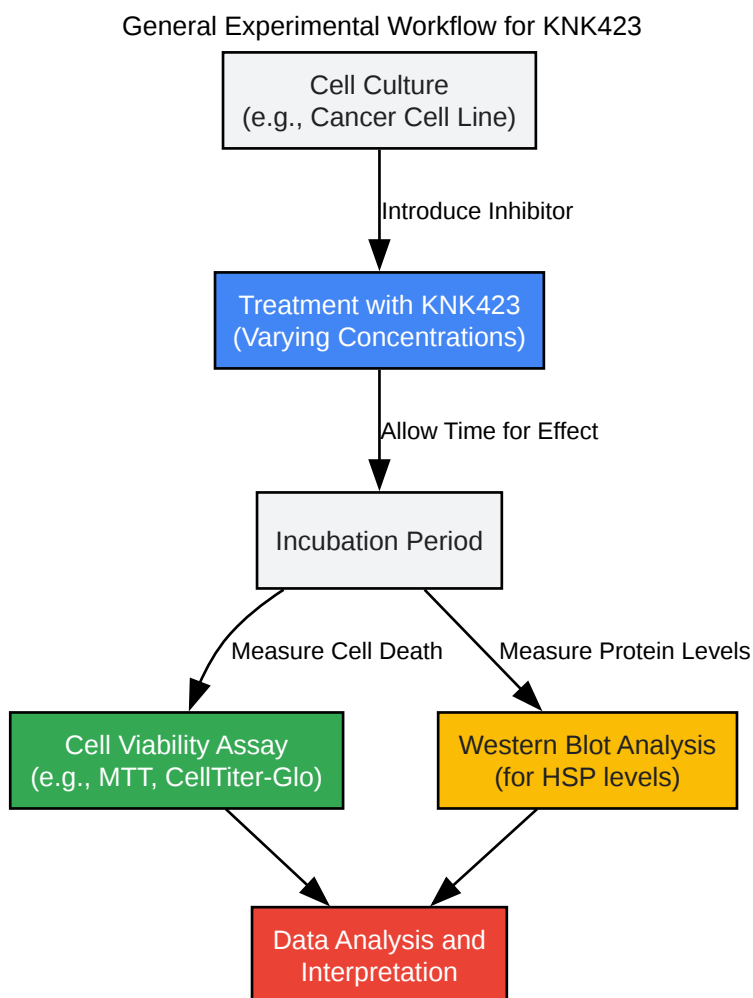 General Experimental Workflow for KNK423
Cell Culture
(e.g., Cancer Cell Line)
Introduce Inhibitor
Treatment with KNK423
(Varying Concentrations)
Allow Time for Effect
Incubation Period
Measure Cell Death
Measure Protein Levels
Cell Viability Assay
(e.g., MTT, CellTiter-Glo)
Western Blot Analysis
(for HSP levels)
Data Analysis and
Interpretation